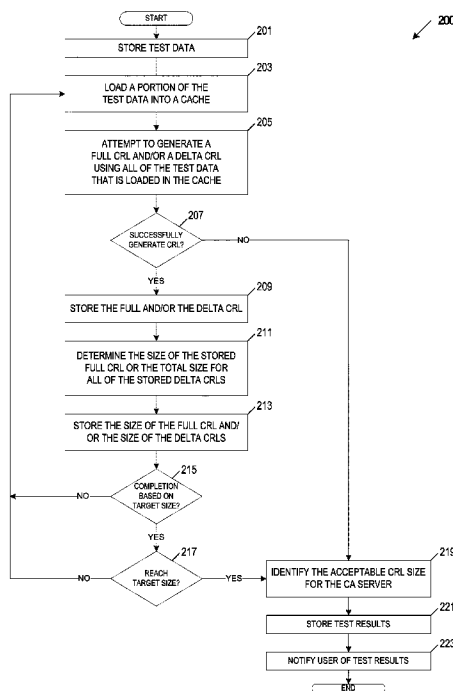 START
200
201
STORE TEST DATA
203
LOAD A PORTION OF THE
TEST DATA INTO A CACHE
205
ATTEMPT TO GENERATE A
FULL CRL AND/OR A DELTA CRL
USING ALL OF THE TEST DATA
THAT IS LOADED IN THE CACHE
207
SUCCESSFULLY
GENERATE CRL?
NO
YES
209
STORE THE FULL AND/OR THE DELTA CRL
211
DETERMINE THE SIZE OF THE STORED
FULL CRL OR THE TOTAL SIZE FOR
ALL OF THE STORED DELTA CRLS
213
STORE THE SIZE OF THE FULL CRL AND/
OR THE SIZE OF THE DELTA CRLS
215
COMPLETION
BASED ON
TARGET SIZE?
NO
YES
217
REACH
TARGET SIZE?
NO
YES
219
IDENTIFY THE ACCEPTABLE CRL SIZE
FOR THE CA SERVER
221
STORE TEST RESULTS
223
NOTIFY USER OF TEST RESULTS
END